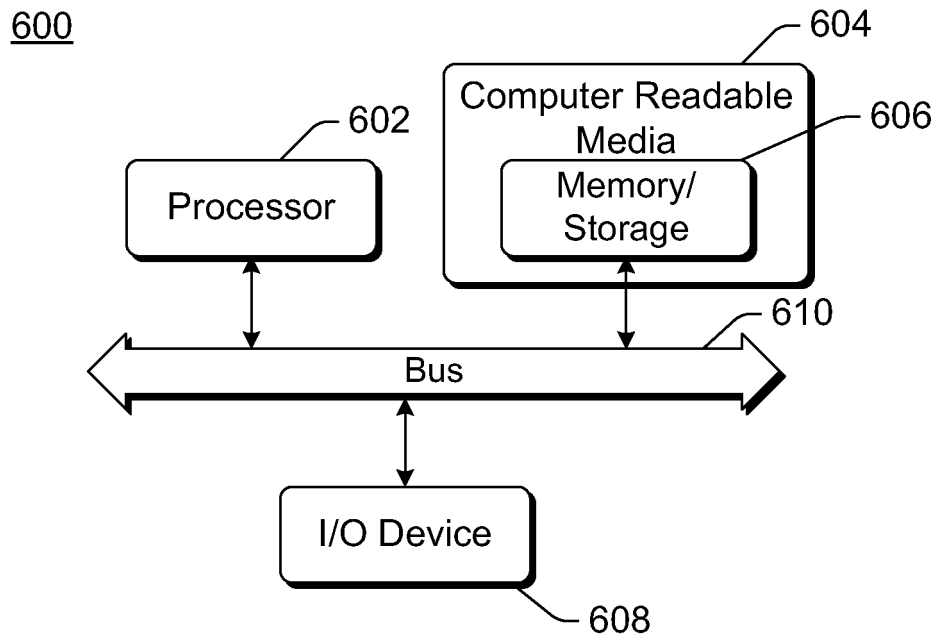 600
604
Computer Readable
Media
602
606
Processor
Memory/
Storage
610
Bus
I/O Device
608